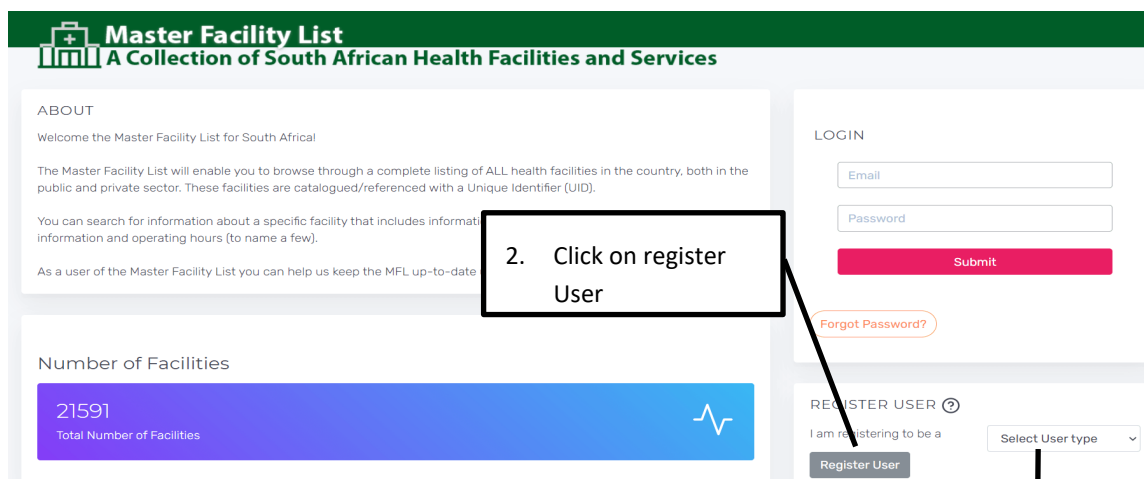 Master Facility List
A Collection of South African Health Facilities and Services
ABOUT
Welcome the Master Facility List for South Africa!
The Master Facility List will enable you to browse through a complete listing of ALL health facilities in the country, both in the
public and private sector. These facilities are catalogued/referenced with a Unique Identifier (UID).
You can search for information about a specific facility that includes
information and operating hours (to name a few).
As a user of the Master Facility List you can help us keep the MFL up-to-date
2. Click on register
User
Number of Facilities
21591
Total Number of Facilities
LOGIN
Email
Password
Submit
Forgot Password?
REGISTER USER ?
I am registering to be a
Select User type
Register User